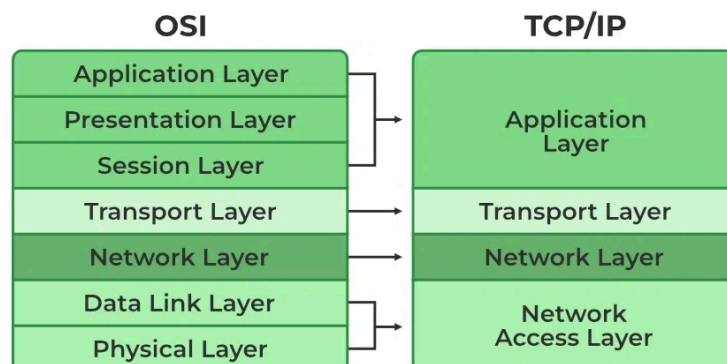 OSI
Application Layer
Presentation Layer
Session Layer
Transport Layer
Network Layer
Data Link Layer
Physical Layer
TCP/IP
Application
Layer
Transport Layer
Network Layer
Network
Access Layer